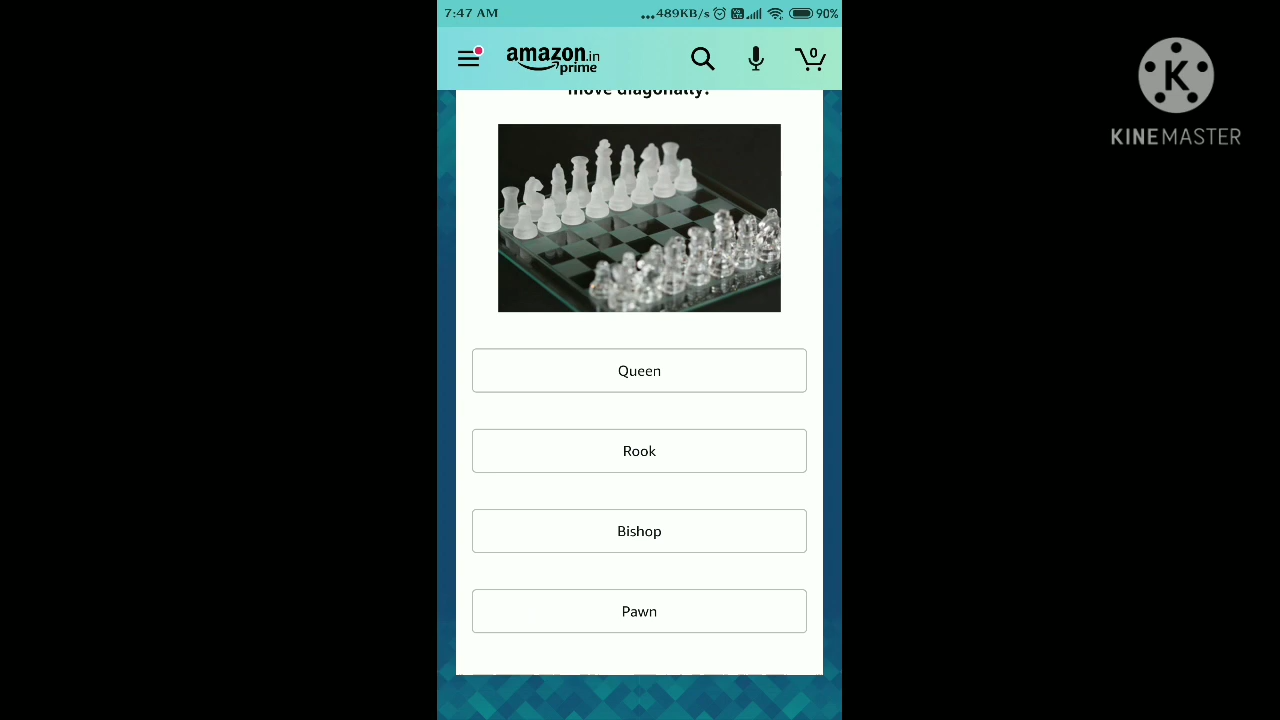 7:47 AM ...489KB/s 90%
amazon.in
prime
0
move diagonally?
Queen
Rook
Bishop
Pawn
K
KINEMASTER